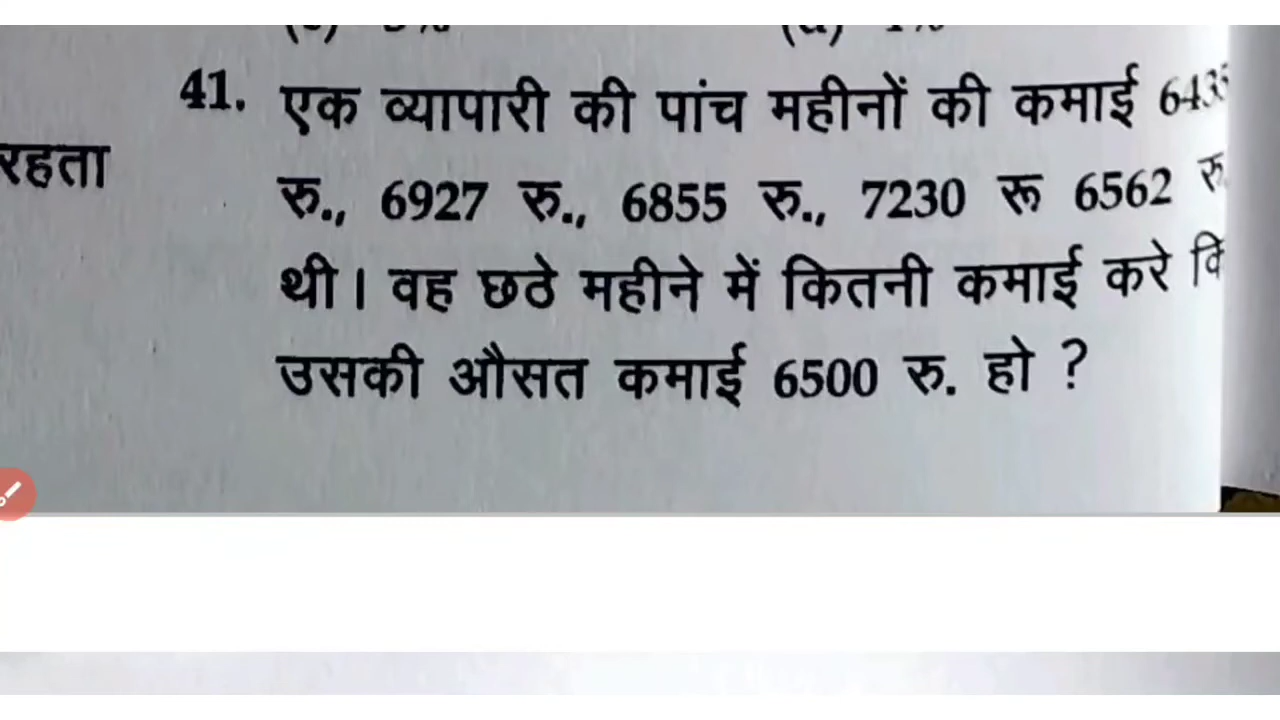 41. एक व्यापारी की पांच महीनों की कमाई 6435
रहता
रु., 6927 रु., 6855 रु., 7230 रू 6562 रु.
थी। वह छठे महीने में कितनी कमाई करे कि
उसकी औसत कमाई 6500 रु. हो ?